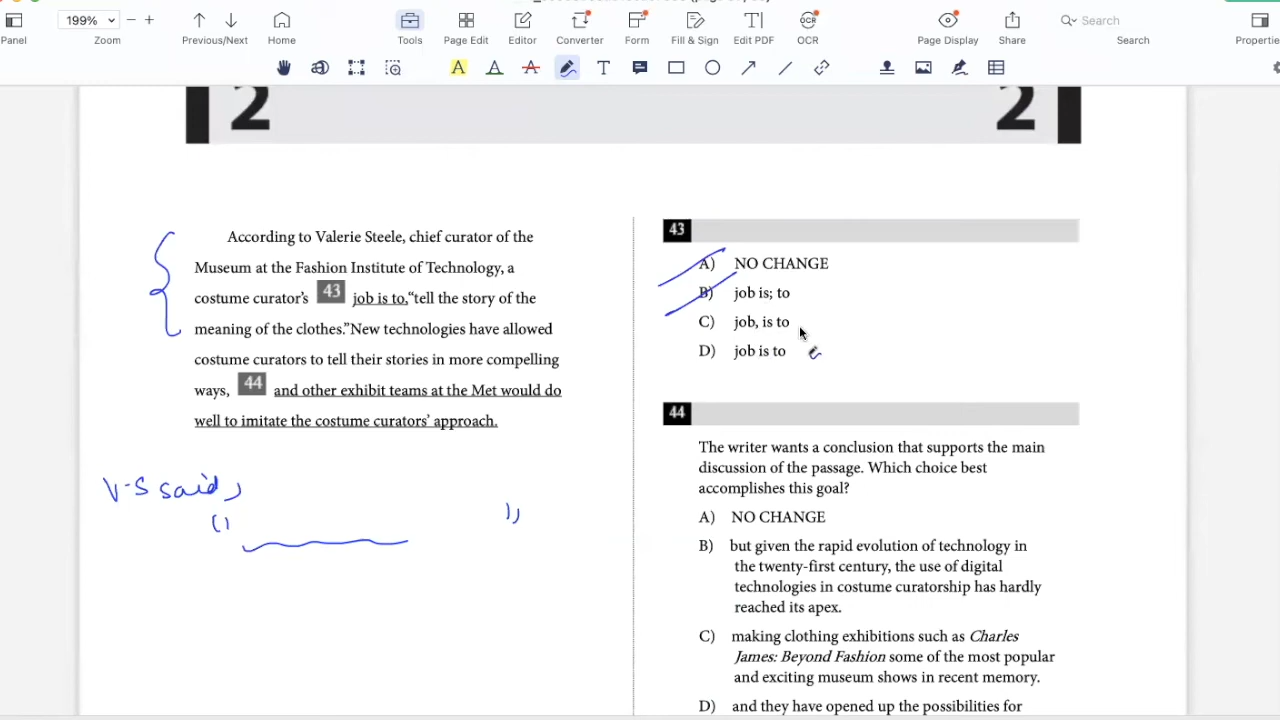 199%
Panel
Zoom
Previous/Next
Home
Tools
Page Edit
Editor
Converter
Form
Fill & Sign
Edit PDF
OCR
OCR
Page Display
Share
Search
Search
Propertie
A A A T
2 2
According to Valerie Steele, chief curator of the
Museum at the Fashion Institute of Technology, a
costume curator's 43 job is to, "tell the story of the
meaning of the clothes." New technologies have allowed
costume curators to tell their stories in more compelling
ways, 44 and other exhibit teams at the Met would do
well to imitate the costume curators' approach.
V-S said,
43
A) NO CHANGE
B) job is; to
C) job, is to
D) job is to
44
The writer wants a conclusion that supports the main
discussion of the passage. Which choice best
accomplishes this goal?
A) NO CHANGE
B) but given the rapid evolution of technology in
the twenty-first century, the use of digital
technologies in costume curatorship has hardly
reached its apex.
C) making clothing exhibitions such as Charles
James: Beyond Fashion some of the most popular
and exciting museum shows in recent memory.
D) and they have opened up the possibilities for